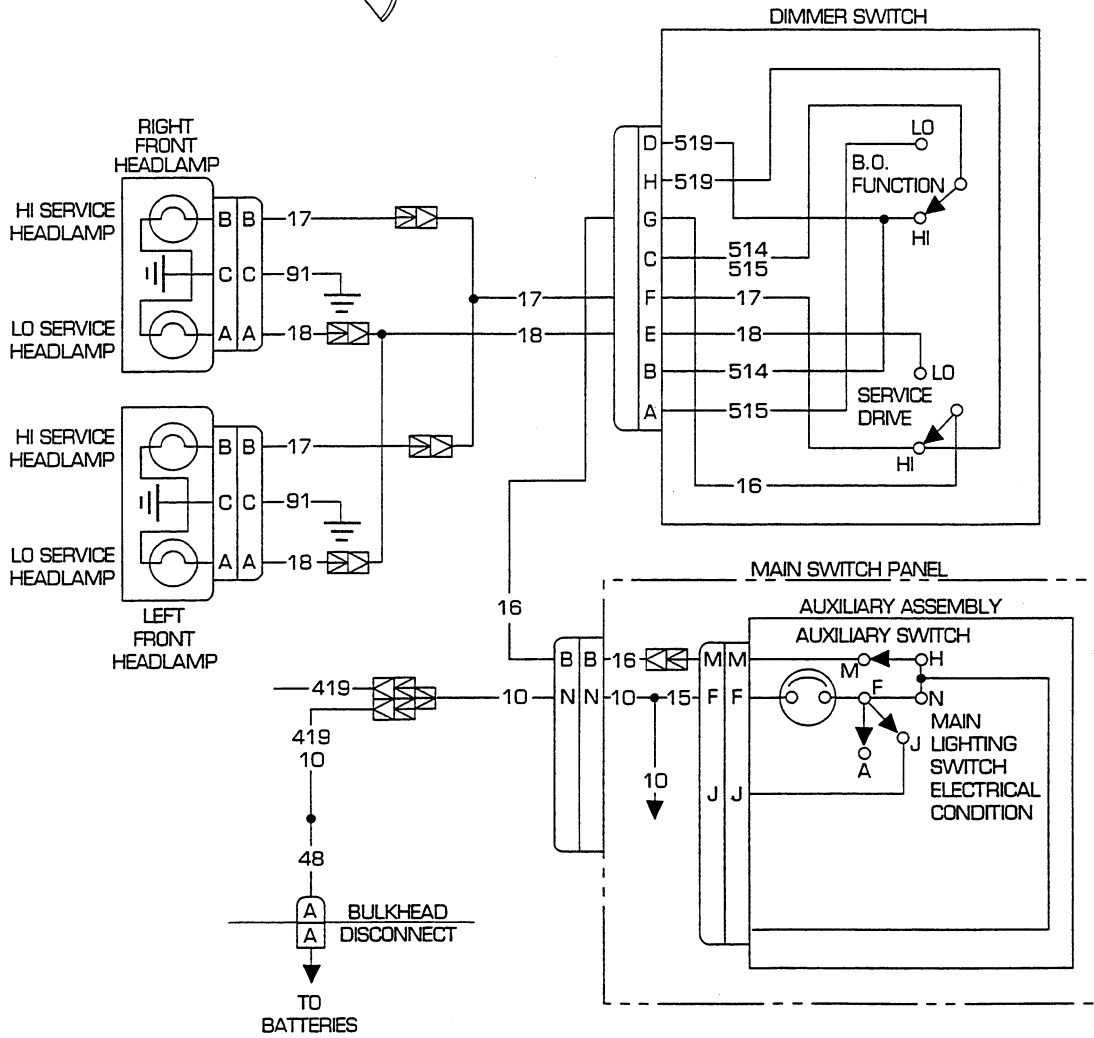 DIMMER SWITCH
RIGHT
FRONT
HEADLAMP
HI SERVICE
HEADLAMP
B B 17
C C 91
LO SERVICE
HEADLAMP
A A 18
17
18
D 519
H 519
G
C 514
515
F 17
E 18
B 514
A 515
16
LO
B.O.
FUNCTION
HI
LO
SERVICE
DRIVE
HI
HI SERVICE
HEADLAMP
B B 17
C C 91
LO SERVICE
HEADLAMP
A A 18
LEFT
FRONT
HEADLAMP
16
MAIN SWITCH PANEL
AUXILIARY ASSEMBLY
AUXILIARY SWITCH
B B 16 M M M H
419 10 N N 10 15 F F F N
419
10
10
J J
A
J
MAIN
LIGHTING
SWITCH
ELECTRICAL
CONDITION
48
A
A
BULKHEAD
DISCONNECT
TO
BATTERIES